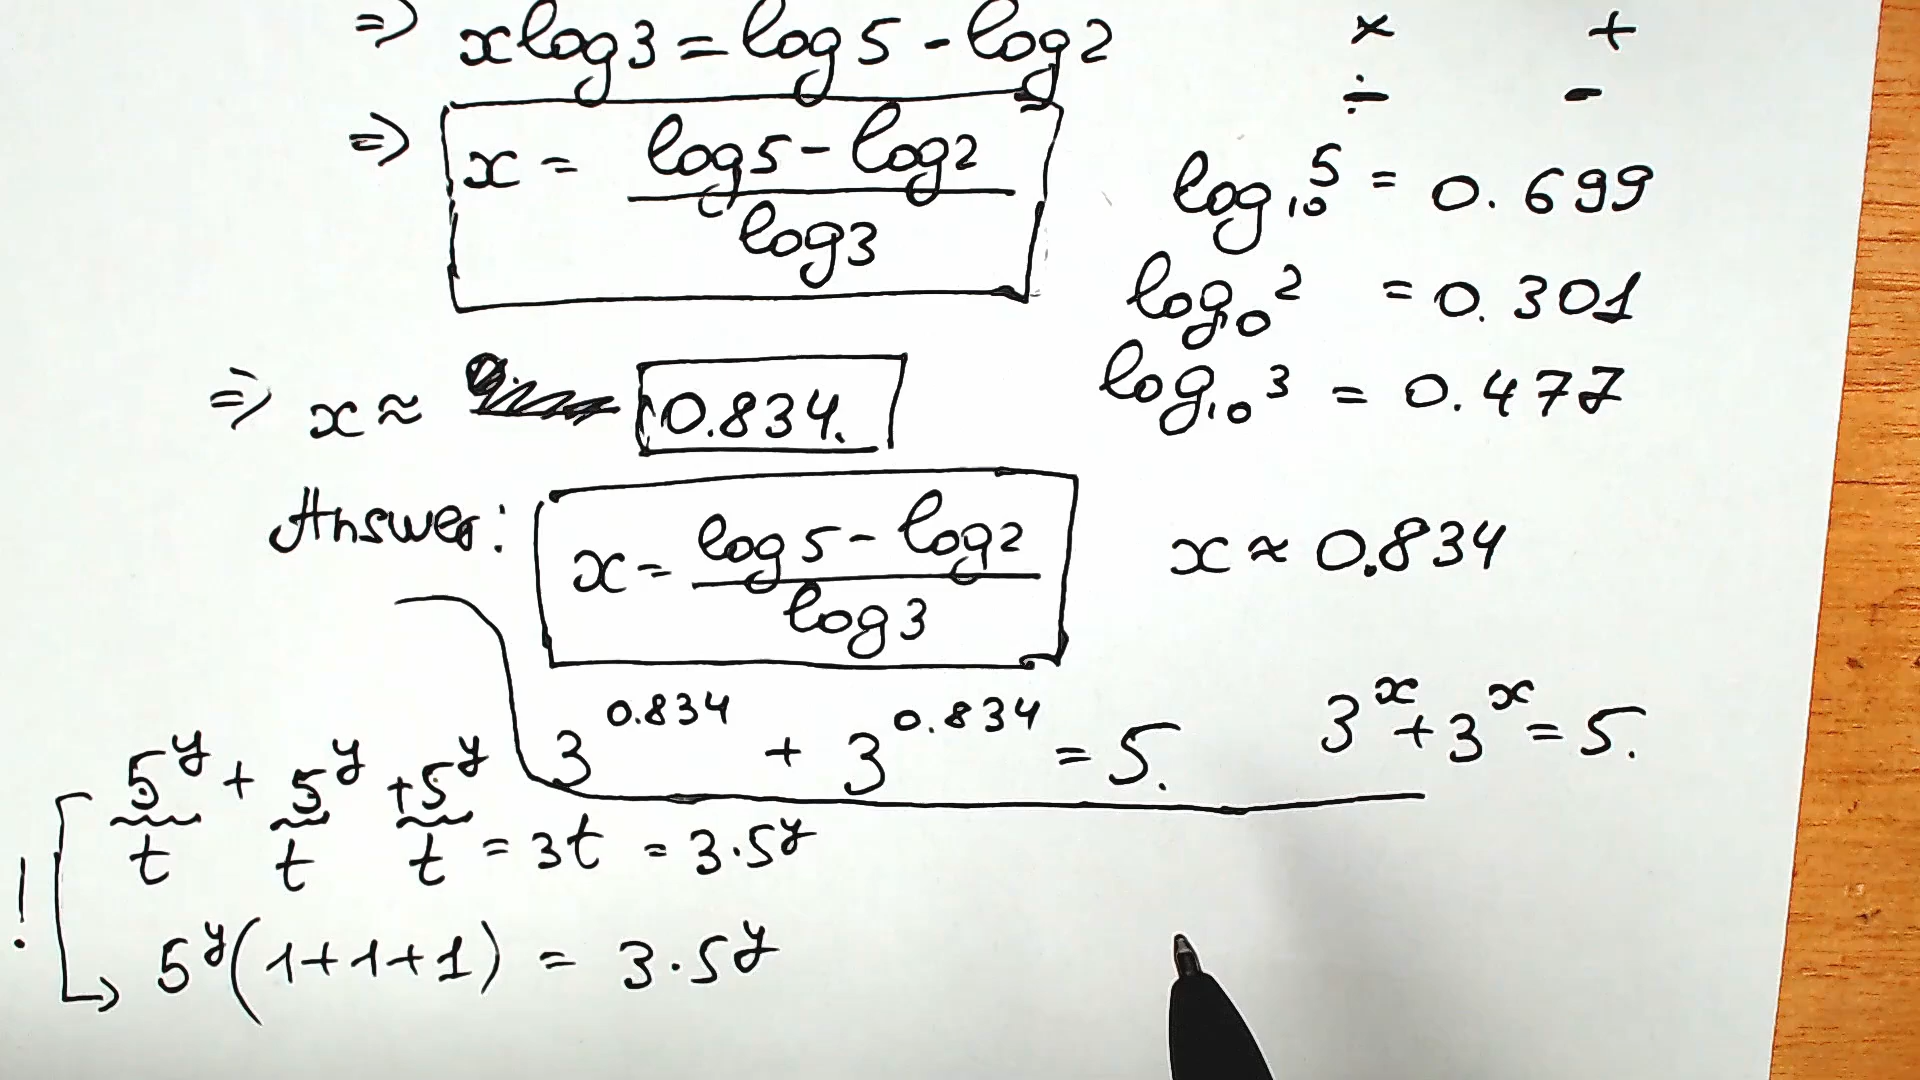 => xlog3 = log5 - log2
× +
÷ -
=> x = (log5 - log2)/log3
log₁₀5 = 0.699
log₁₀2 = 0.301
log₁₀3 = 0.477
=> x ≈ 0.834.
Answer: x = (log5 - log2)/log3 x ≈ 0.834
3^0.834 + 3^0.834 = 5. 3^x + 3^x = 5.
5^y + 5^y + 5^y
t t t = 3t = 3·5^y
! 5^y(1+1+1) = 3·5^y